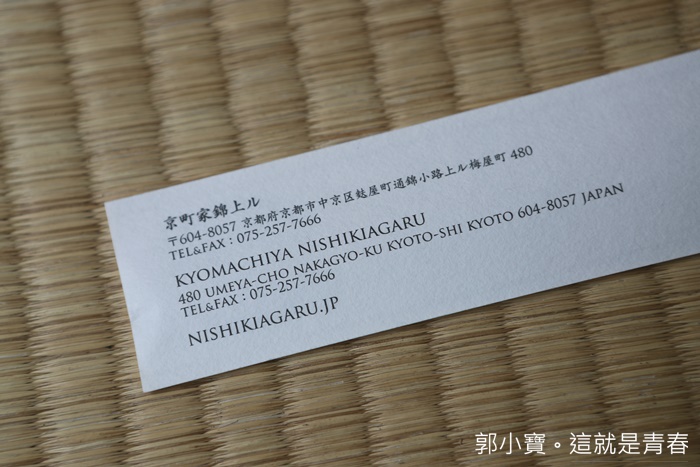 京町家錦上ル
〒604-8057 京都府京都市中京区麩屋町通錦小路上ル梅屋町 480
TEL&FAX : 075-257-7666
KYOMACHIYA NISHIKIAGARU
480 UMEYA-CHO NAKAGYO-KU KYOTO-SHI KYOTO 604-8057 JAPAN
TEL&FAX : 075-257-7666
NISHIKIAGARU.JP
郭小寶。這就是青春